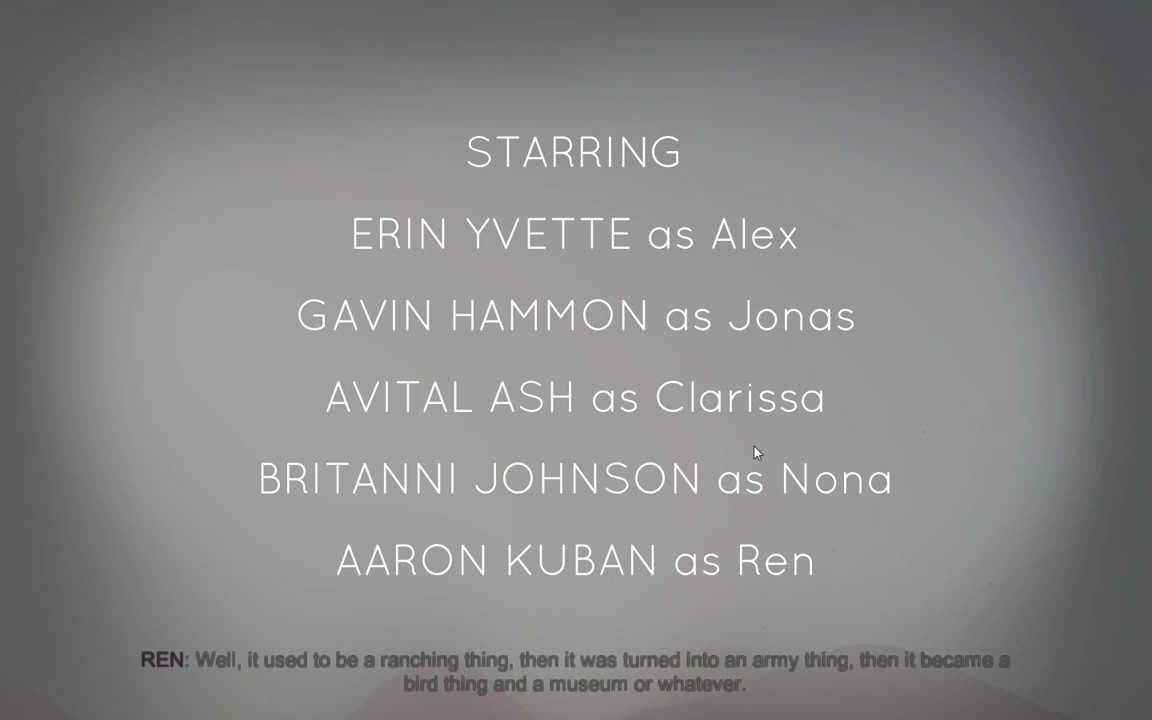 STARRING
ERIN YVETTE as Alex
GAVIN HAMMON as Jonas
AVITAL ASH as Clarissa
BRITANNI JOHNSON as Nona
AARON KUBAN as Ren
REN: Well, it used to be a ranching thing, then it was turned into an army thing, then it became a
bird thing and a museum or whatever.